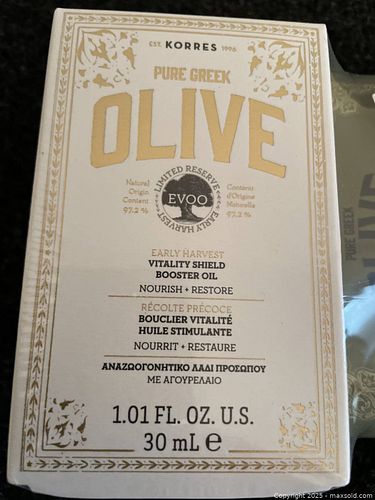 EST. KORRES 1996
PURE GREEK
OLIVE
Natural
Origin
Content
97.2 %
LIMITED RESERVE
EVOO
EARLY HARVEST
Contenu
d'Origine
Naturelle
97.2 %
EARLY HARVEST
VITALITY SHIELD
BOOSTER OIL
NOURISH + RESTORE
RÉCOLTE PRÉCOCE
BOUCLIER VITALITÉ
HUILE STIMULANTE
NOURRIT + RESTAURE
ΑΝΑΖΩΟΓΟΝΗΤΙΚΟ ΛΑΔΙ ΠΡΟΣΩΠΟΥ
ΜΕ ΑΓΟΥΡΕΛΑΙΟ
1.01 FL. OZ. U.S.
30 mL ℮
PURE GREEK
OLIVE
Copyright 2025 - maxsold.com